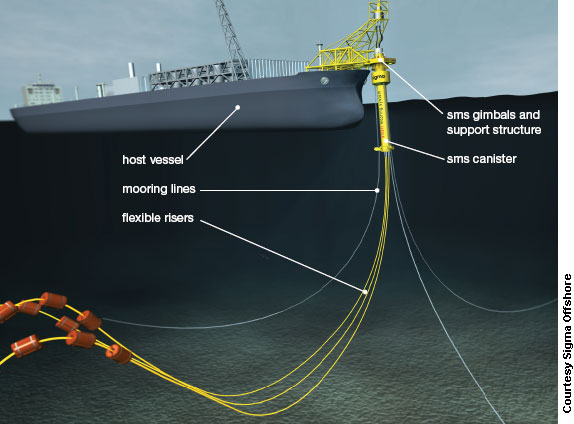 sms gimbals and
support structure
host vessel
sms canister
mooring lines
flexible risers
Courtesy Sigma Offshore